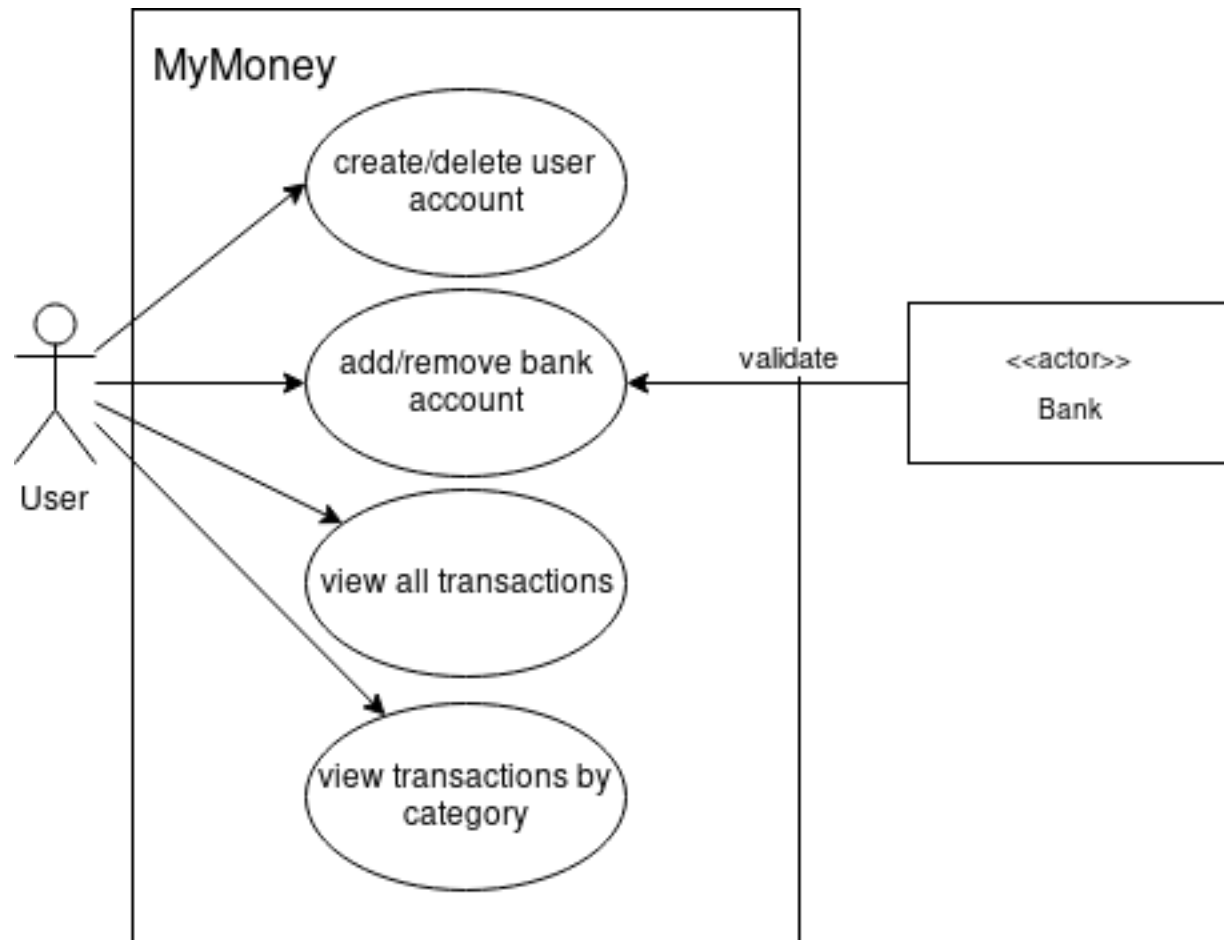 MyMoney
create/delete user
account
add/remove bank
account
validate
<<actor>>
Bank
User
view all transactions
view transactions by
category